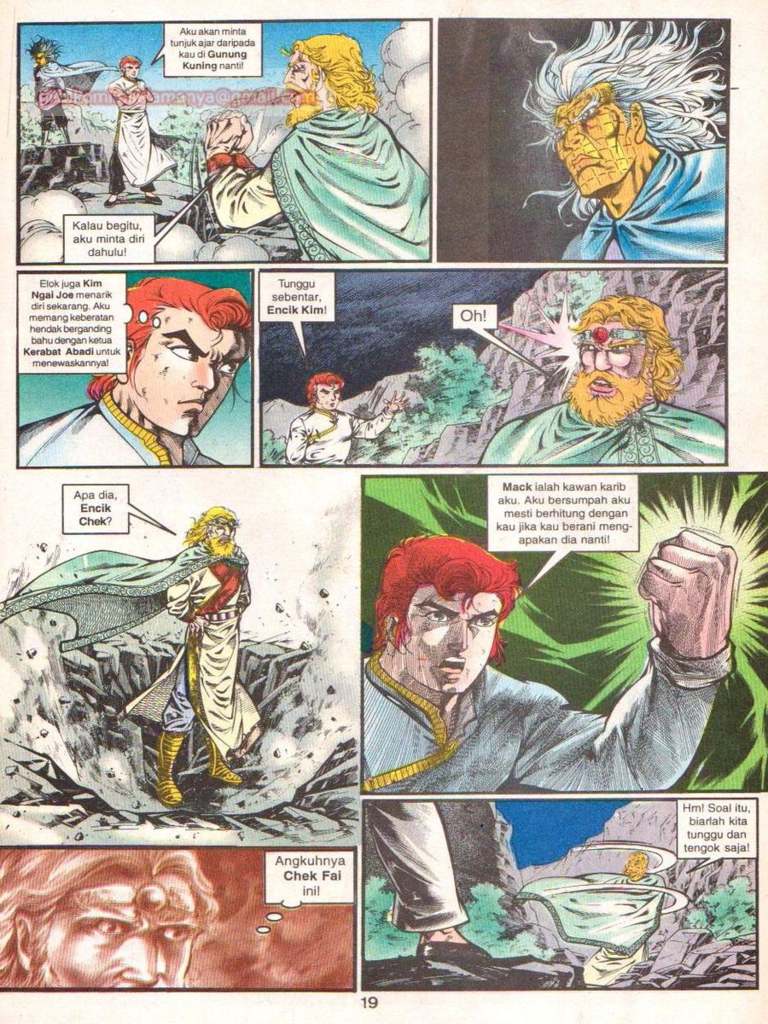 Aku akan minta
tunjuk ajar daripada
kau di Gunung
Kuning nanti!
Kalau begitu,
aku minta diri
dahulu!
Elok juga Kim
Ngai Joe menarik
diri sekarang. Aku
memang keberatan
hendak berganding
bahu dengan ketua
Kerabat Abadi untuk
menewaskannya!
Tunggu
sebentar,
Encik Kim!
Oh!
Apa dia,
Encik
Chek?
Mack ialah kawan karib
aku. Aku bersumpah aku
mesti berhitung dengan
kau jika kau berani meng-
apakan dia nanti!
Angkuhnya
Chek Fai
ini!
Hm! Soal itu,
biarlah kita
tunggu dan
tengok saja!
19